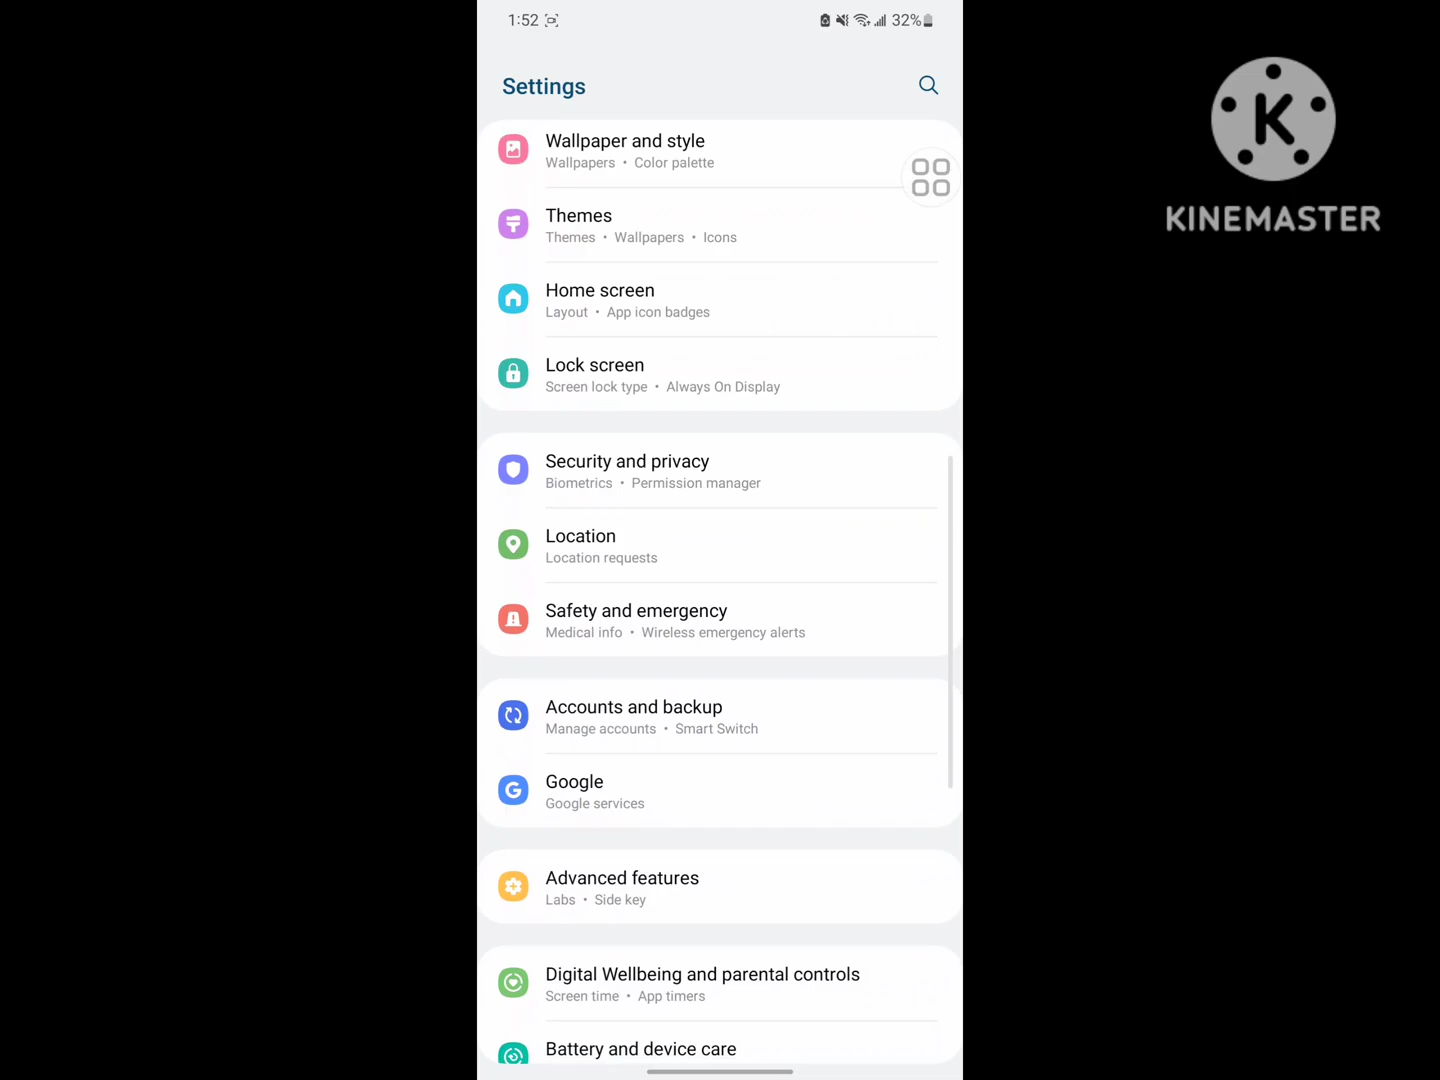 1:52
32%
Settings
KINEMASTER
Wallpaper and style
Wallpapers • Color palette
Themes
Themes • Wallpapers • Icons
Home screen
Layout • App icon badges
Lock screen
Screen lock type • Always On Display
Security and privacy
Biometrics • Permission manager
Location
Location requests
Safety and emergency
Medical info • Wireless emergency alerts
Accounts and backup
Manage accounts • Smart Switch
Google
Google services
Advanced features
Labs • Side key
Digital Wellbeing and parental controls
Screen time • App timers
Battery and device care